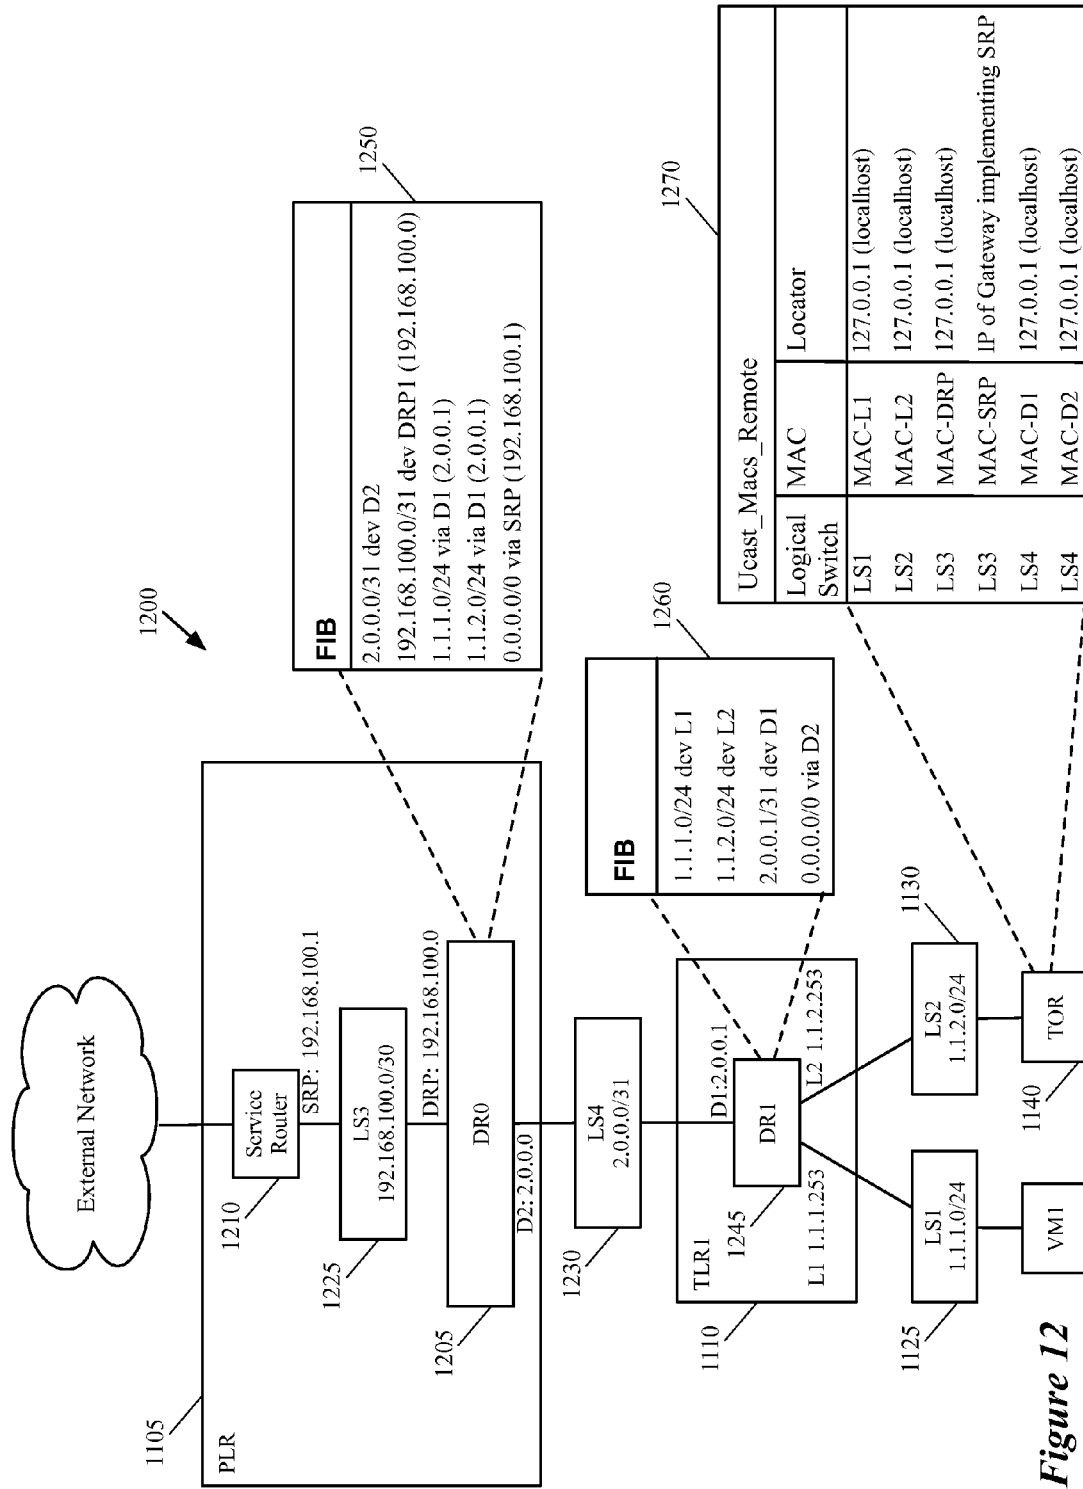 External Network
1200
1105
PLR
1210
Service
Router
SRP: 192.168.100.1
1225
LS3
192.168.100.0/30
DRP: 192.168.100.0
1205
DR0
D2: 2.0.0.0
1250
FIB
2.0.0.0/31 dev D2
192.168.100.0/31 dev DRP1 (192.168.100.0)
1.1.1.0/24 via D1 (2.0.0.1)
1.1.2.0/24 via D1 (2.0.0.1)
0.0.0.0/0 via SRP (192.168.100.1)
1230
LS4
2.0.0.0/31
1110
TLR1
D1:2.0.0.1
1245
DR1
L1 1.1.1.253
L2 1.1.2.253
1260
FIB
1.1.1.0/24 dev L1
1.1.2.0/24 dev L2
2.0.0.1/31 dev D1
0.0.0.0/0 via D2
1125
LS1
1.1.1.0/24
1130
LS2
1.1.2.0/24
VM1
1140
TOR
1270
Ucast_Macs_Remote
Logical Switch MAC Locator
LS1 MAC-L1 127.0.0.1 (localhost)
LS2 MAC-L2 127.0.0.1 (localhost)
LS3 MAC-DRP 127.0.0.1 (localhost)
LS3 MAC-SRP IP of Gateway implementing SRP
LS4 MAC-D1 127.0.0.1 (localhost)
LS4 MAC-D2 127.0.0.1 (localhost)
Figure 12